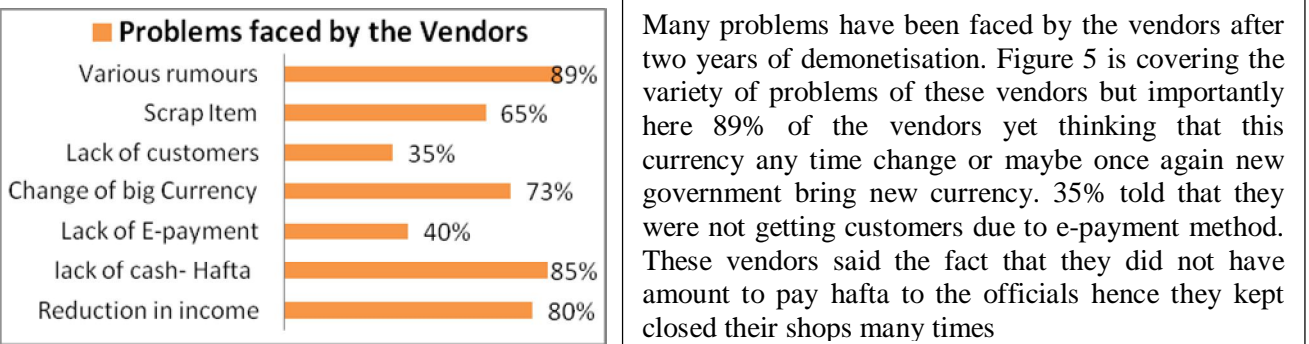 Problems faced by the Vendors
Various rumours 89%
Scrap Item 65%
Lack of customers 35%
Change of big Currency 73%
Lack of E-payment 40%
lack of cash- Hafta 85%
Reduction in income 80%
Many problems have been faced by the vendors after
two years of demonetisation. Figure 5 is covering the
variety of problems of these vendors but importantly
here 89% of the vendors yet thinking that this
currency any time change or maybe once again new
government bring new currency. 35% told that they
were not getting customers due to e-payment method.
These vendors said the fact that they did not have
amount to pay hafta to the officials hence they kept
closed their shops many times